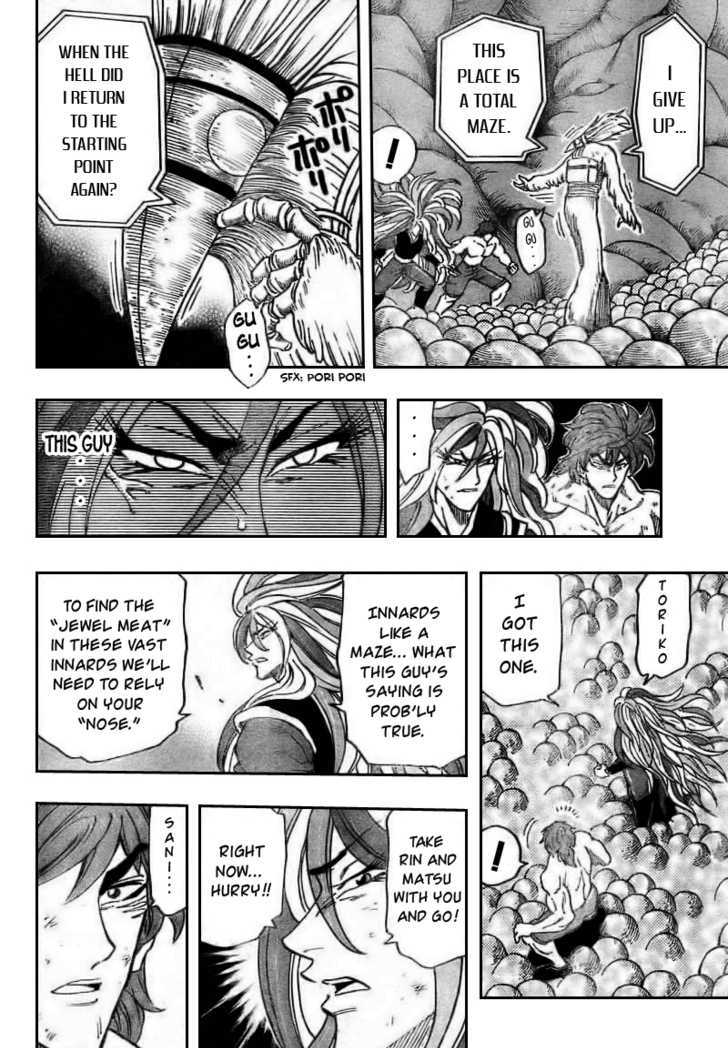 I
GIVE
UP...
THIS
PLACE IS
A TOTAL
MAZE.
!
GU
GU...
WHEN THE
HELL DID
I RETURN
TO THE
STARTING
POINT
AGAIN?
ポリ
ポリ
GU
GU...
SFX: PORI PORI
...
THIS GUY
...
TORIKO
I
GOT
THIS
ONE.
!
INNARDS
LIKE A
MAZE... WHAT
THIS GUY'S
SAYING IS
PROB'LY
TRUE.
TO FIND THE
"JEWEL MEAT"
IN THESE VAST
INNARDS WE'LL
NEED TO RELY
ON YOUR
"NOSE."
TAKE
RIN AND
MATSU
WITH YOU
AND GO!
RIGHT
NOW...
HURRY!!
SANI...